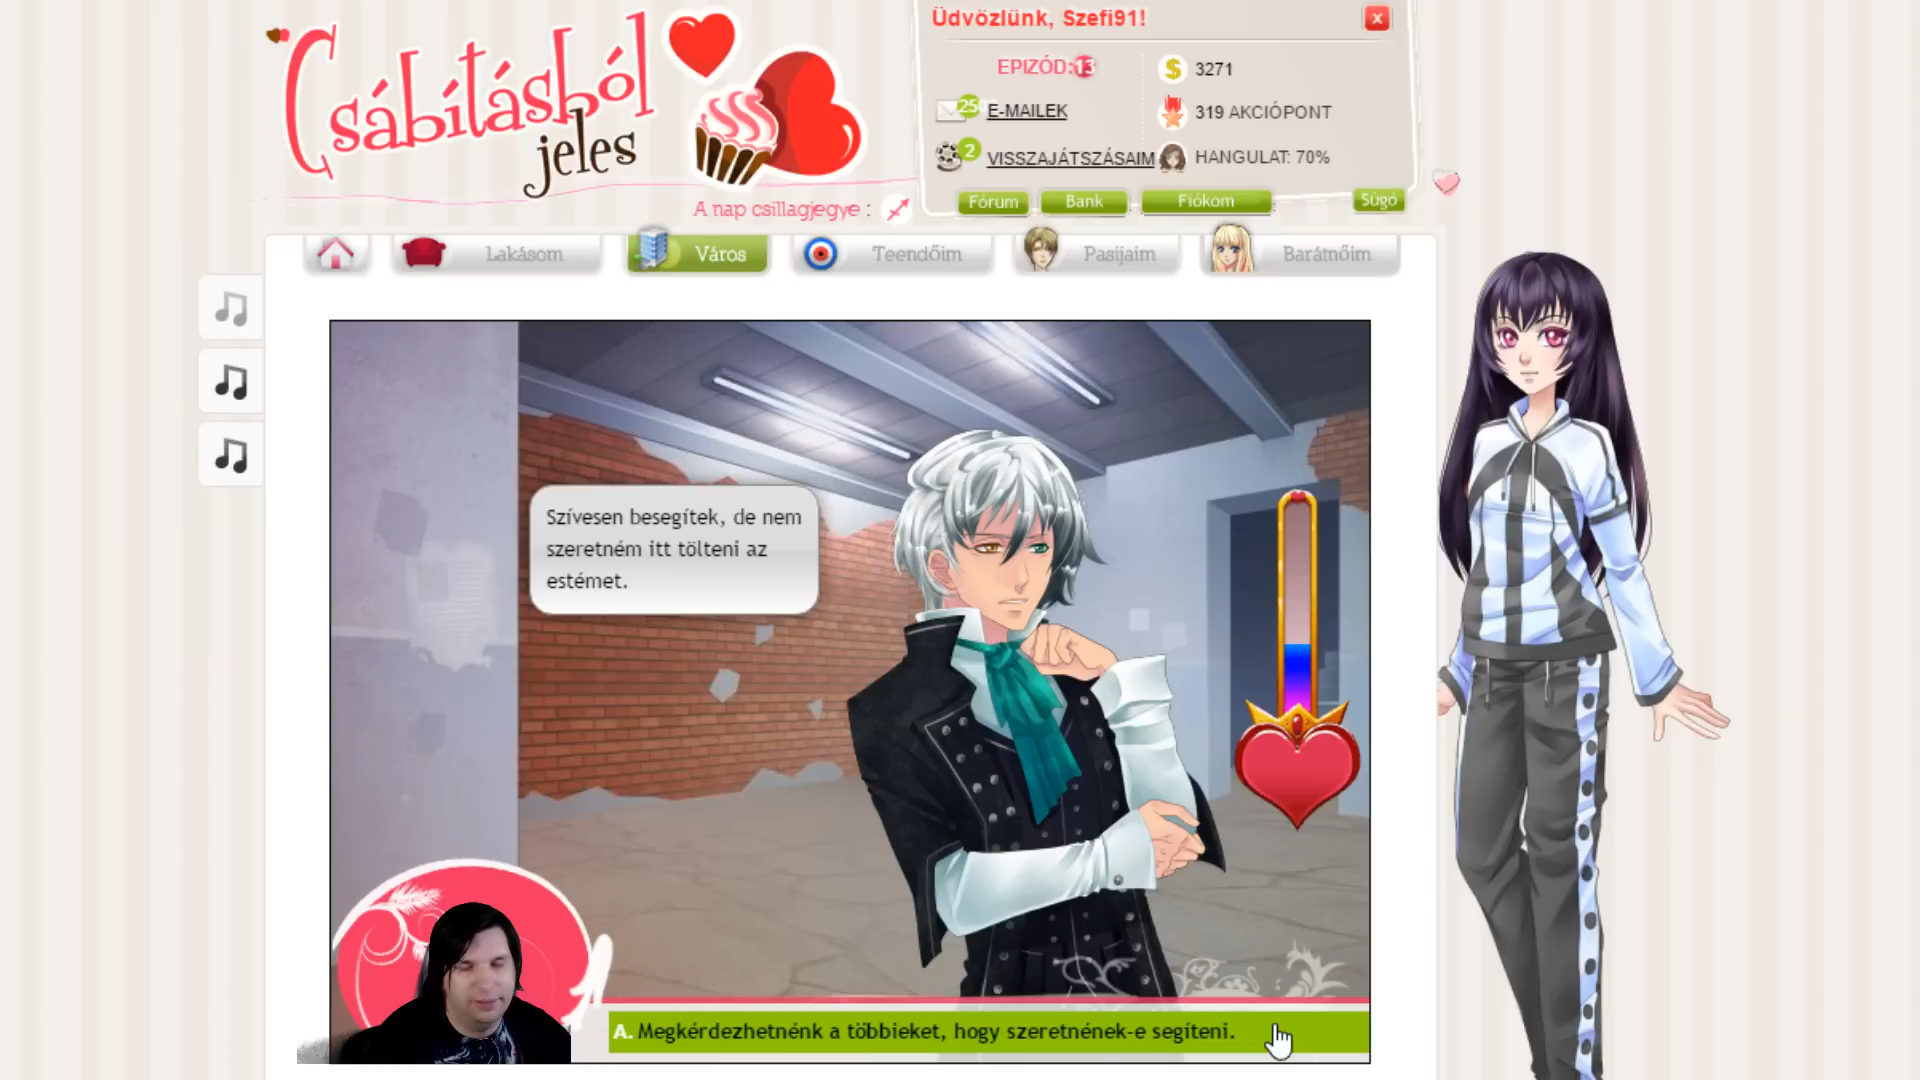 Csábításból
jeles
A nap csillagjegye :
Üdvözlünk, Szefi91!
x
EPIZÓD:13
$ 3271
25
E-MAILEK
319 AKCIÓPONT
2
VISSZAJÁTSZÁSAIM
HANGULAT: 70%
Fórum
Bank
Fiókom
Súgó
Lakásom
Város
Teendőim
Pasijaim
Barátnőim
Szívesen besegítek, de nem
szeretném itt tölteni az
estémet.
A. Megkérdezhetnénk a többieket, hogy szeretnének-e segíteni.